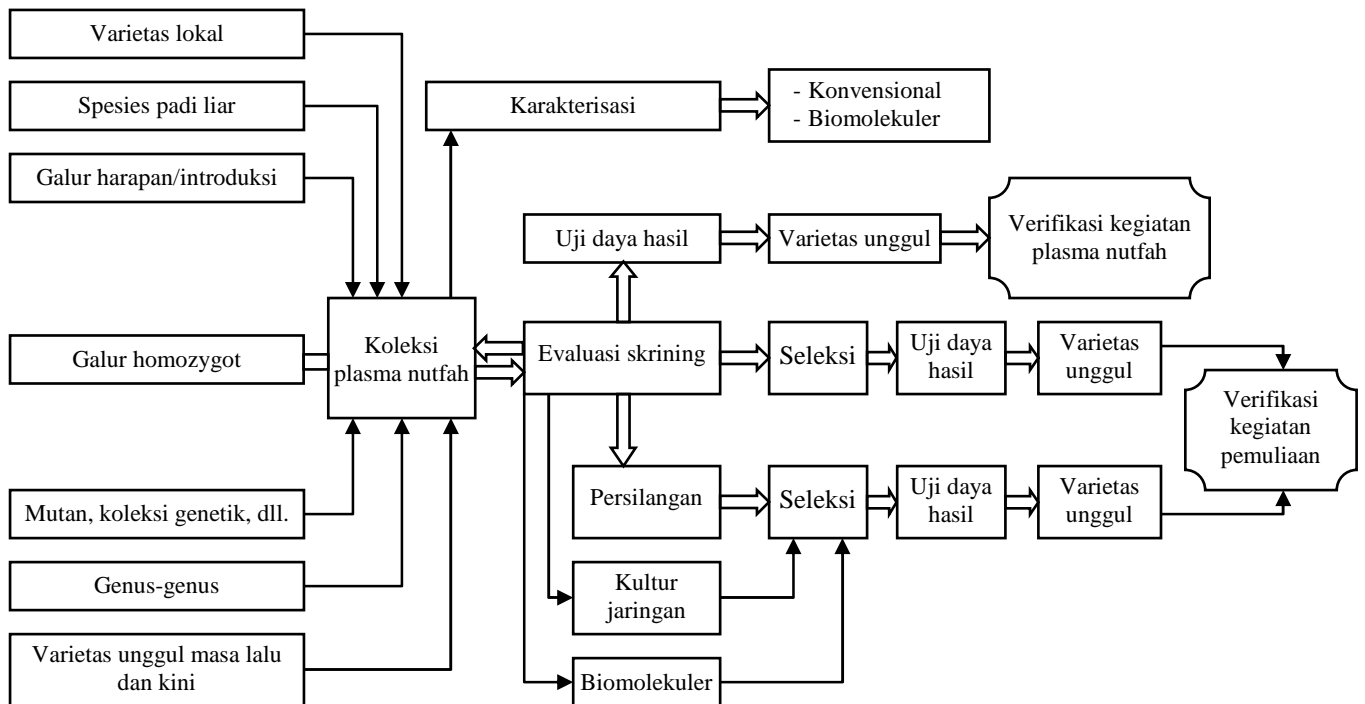 Varietas lokal
Spesies padi liar
Galur harapan/introduksi
Galur homozygot
Mutan, koleksi genetik, dll.
Genus-genus
Varietas unggul masa lalu
dan kini
Koleksi
plasma nutfah
Karakterisasi
- Konvensional
- Biomolekuler
Uji daya hasil
Varietas unggul
Verifikasi kegiatan
plasma nutfah
Evaluasi skrining
Seleksi
Uji daya
hasil
Varietas
unggul
Verifikasi
kegiatan
pemuliaan
Persilangan
Seleksi
Uji daya
hasil
Varietas
unggul
Kultur
jaringan
Biomolekuler